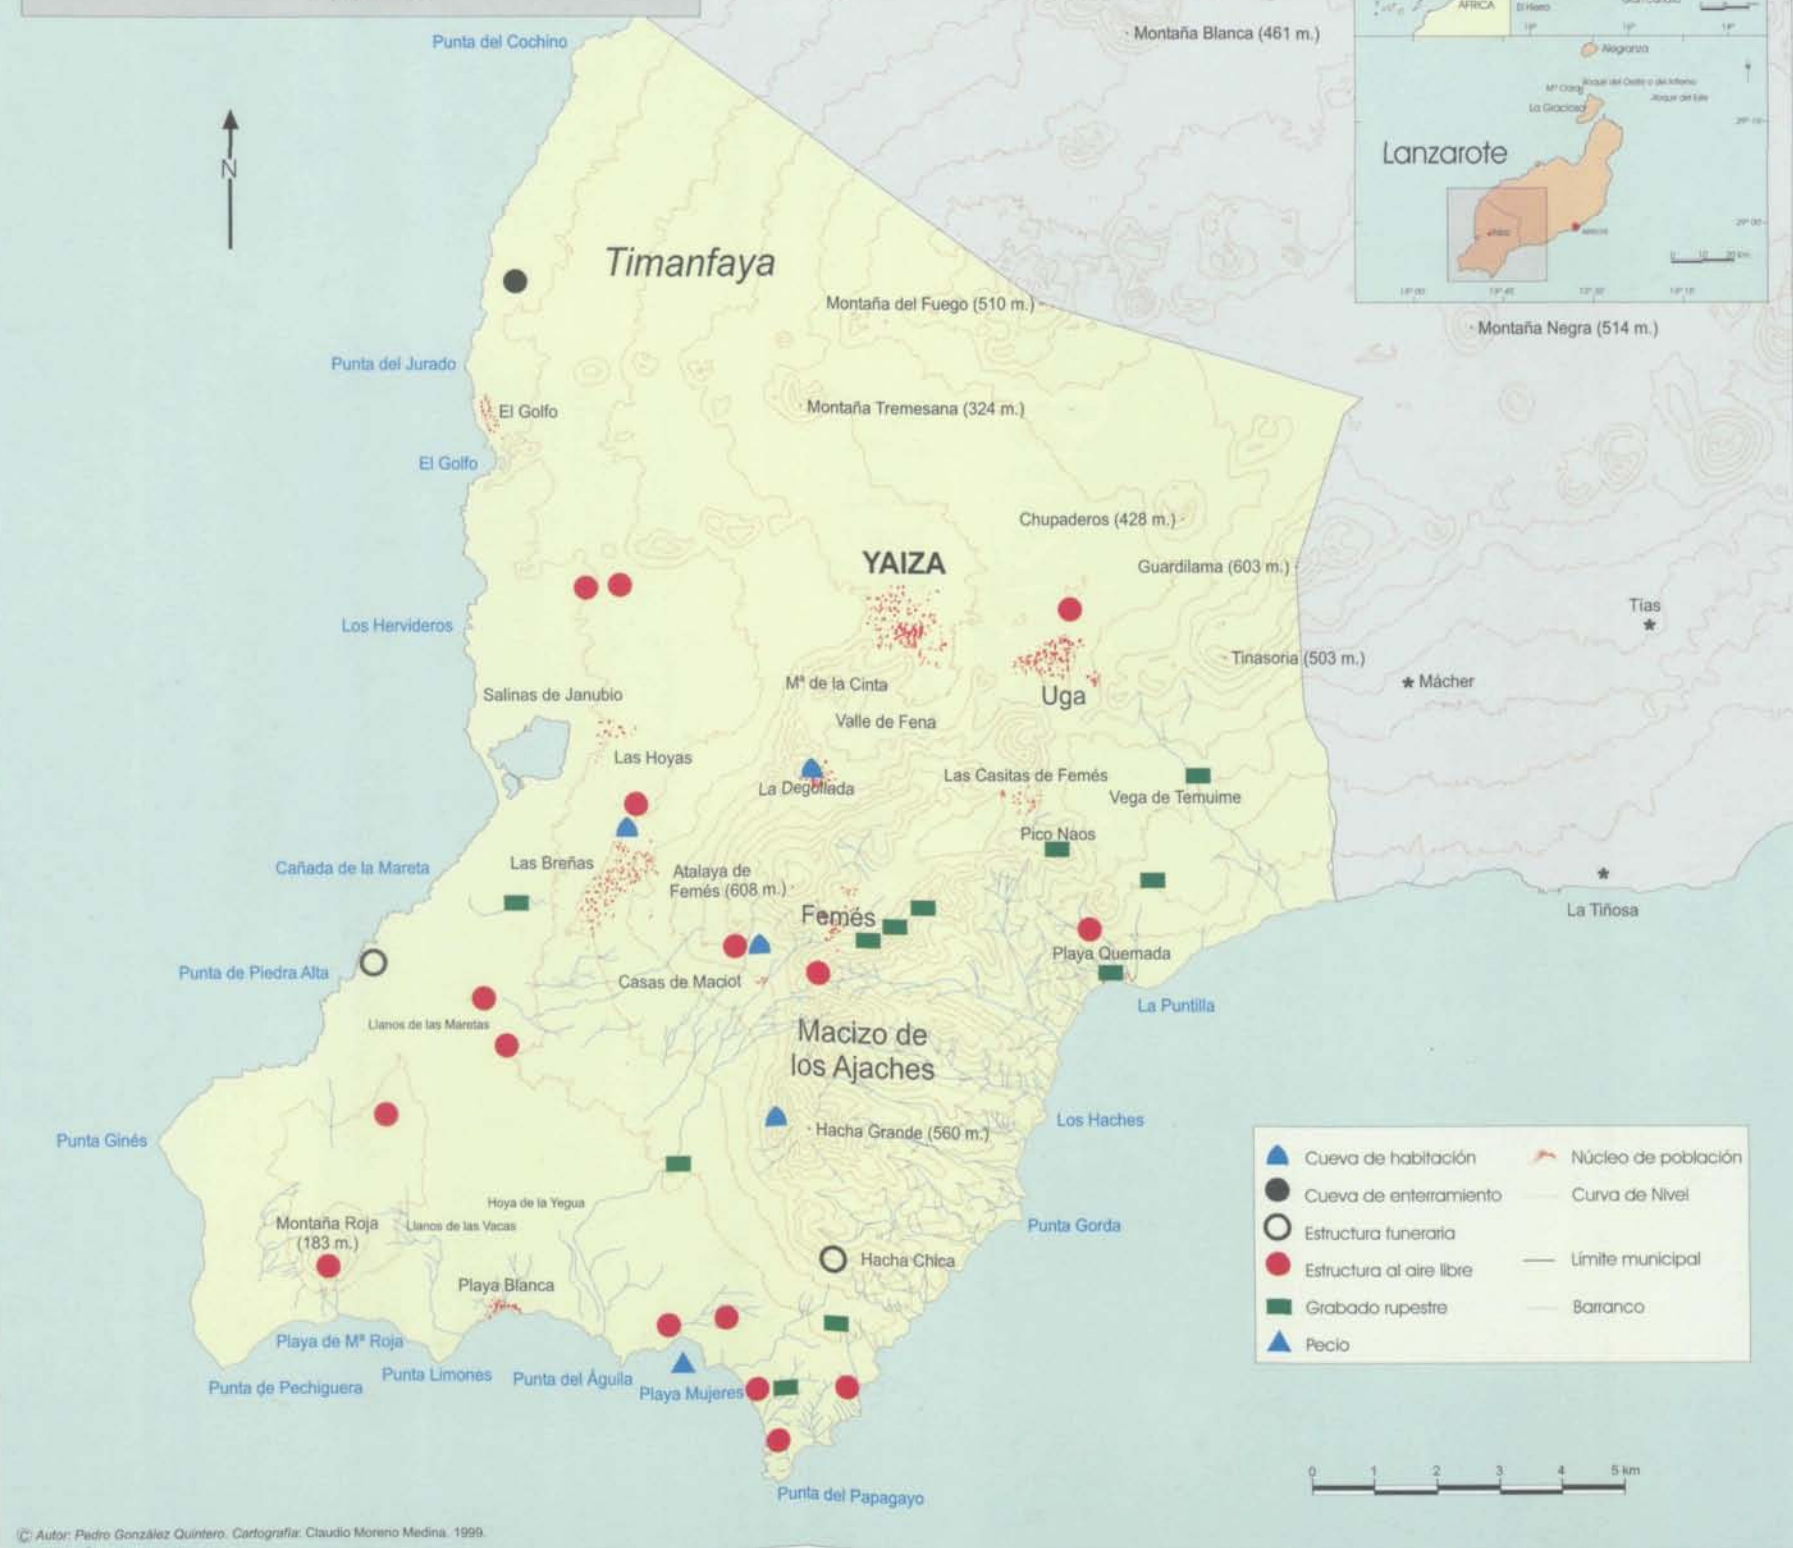 Punta del Cochino
Montaña Blanca (461 m.)
AFRICA
El Hierro
Alegranza
La Graciosa
Lanzarote
N
Timanfaya
Montaña del Fuego (510 m.)
Montaña Negra (514 m.)
Punta del Jurado
El Golfo
Montaña Tremesana (324 m.)
El Golfo
Chupaderos (428 m.)
YAIZA
Guardilama (603 m.)
Tías
Los Hervideros
Tinasoria (503 m.)
Mácher
Mª de la Cinta
Salinas de Janubio
Uga
Valle de Fena
Las Hoyas
La Degollada
Las Casitas de Femés
Vega de Temuime
Pico Naos
Las Breñas
Cañada de la Mareta
Atalaya de
Femés (608 m.)
Femés
La Tiñosa
Playa Quemada
Punta de Piedra Alta
Casas de Maciot
La Puntilla
Llanos de las Maretas
Macizo de
los Ajaches
Los Haches
Hacha Grande (560 m.)
Punta Ginés
Hoya de la Yegua
Montaña Roja
(183 m.)
Llanos de las Vacas
Punta Gorda
Hacha Chica
Playa Blanca
Playa de Mª Roja
Punta Limones
Punta del Águila
Punta de Pechiguera
Playa Mujeres
Punta del Papagayo
Cueva de habitación
Cueva de enterramiento
Estructura funeraria
Estructura al aire libre
Grabado rupestre
Pecio
Núcleo de población
Curva de Nivel
Límite municipal
Barranco
0 1 2 3 4 5 km
© Autor: Pedro González Quintero. Cartografía: Claudio Moreno Medina. 1999.